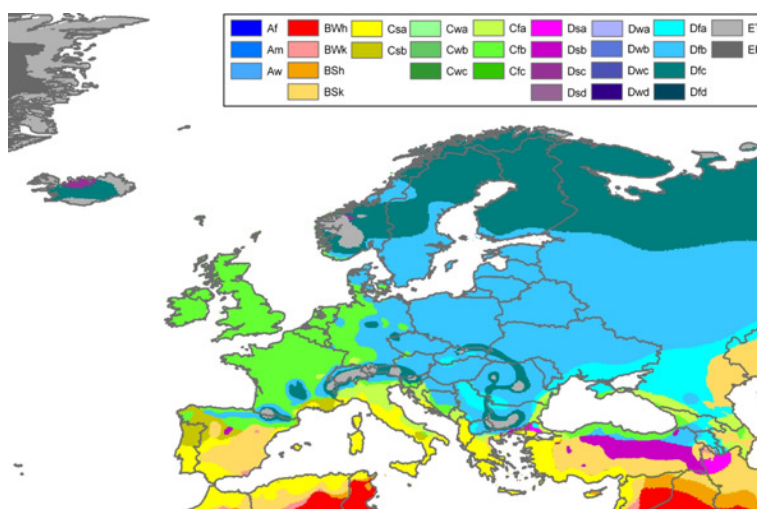 Af BWh Csa Cwa Cfa Dsa Dwa Dfa
Am BWk Csb Cwb Cfb Dsb Dwb Dfb
Aw BSh Cwc Cfc Dsc Dwc Dfc
BSk Dsd Dwd Dfd